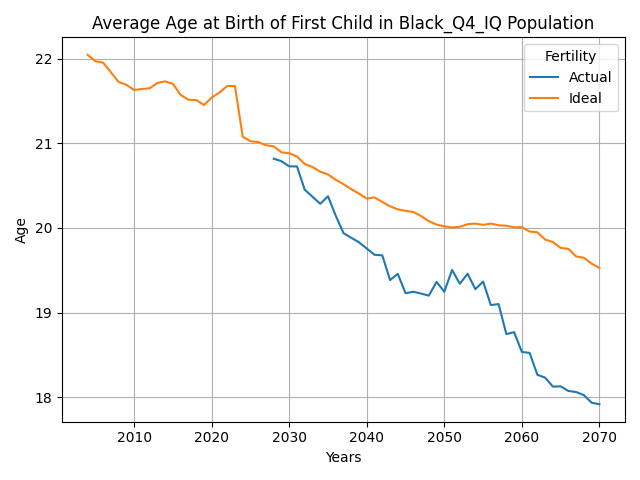 Average Age at Birth of First Child in Black_Q4_IQ Population
Fertility
Actual
Ideal
22
21
20
19
18
Age
2010 2020 2030 2040 2050 2060 2070
Years